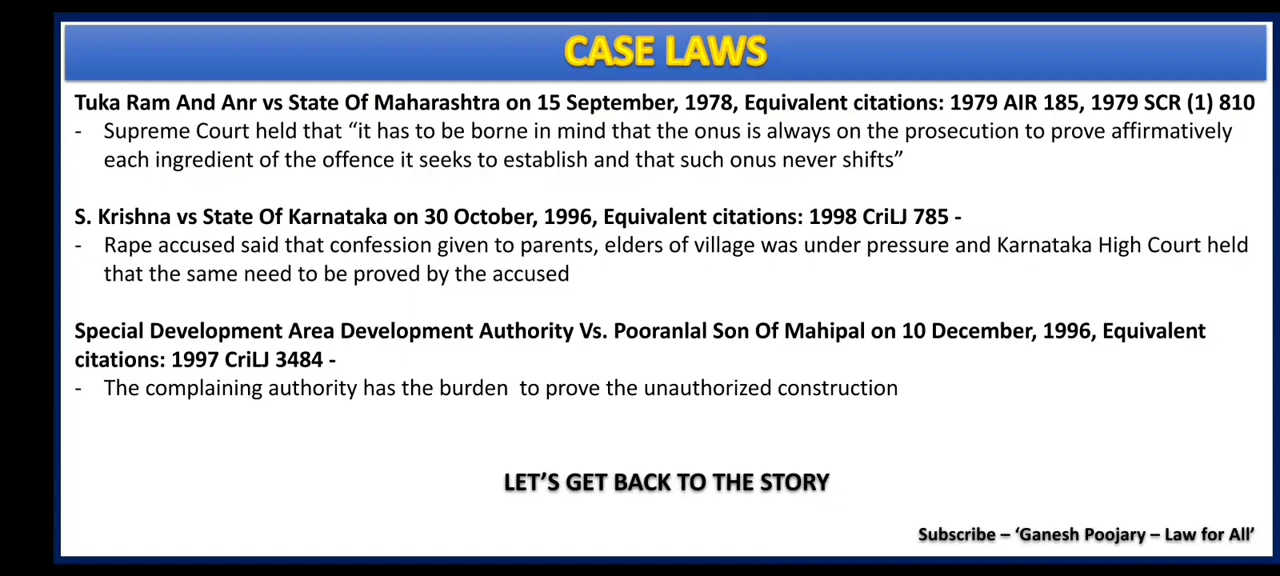 CASE LAWS
Tuka Ram And Anr vs State Of Maharashtra on 15 September, 1978, Equivalent citations: 1979 AIR 185, 1979 SCR (1) 810
- Supreme Court held that “it has to be borne in mind that the onus is always on the prosecution to prove affirmatively
each ingredient of the offence it seeks to establish and that such onus never shifts”
S. Krishna vs State Of Karnataka on 30 October, 1996, Equivalent citations: 1998 CriLJ 785 -
- Rape accused said that confession given to parents, elders of village was under pressure and Karnataka High Court held
that the same need to be proved by the accused
Special Development Area Development Authority Vs. Pooranlal Son Of Mahipal on 10 December, 1996, Equivalent
citations: 1997 CriLJ 3484 -
- The complaining authority has the burden  to prove the unauthorized construction
LET’S GET BACK TO THE STORY
Subscribe – ‘Ganesh Poojary – Law for All’